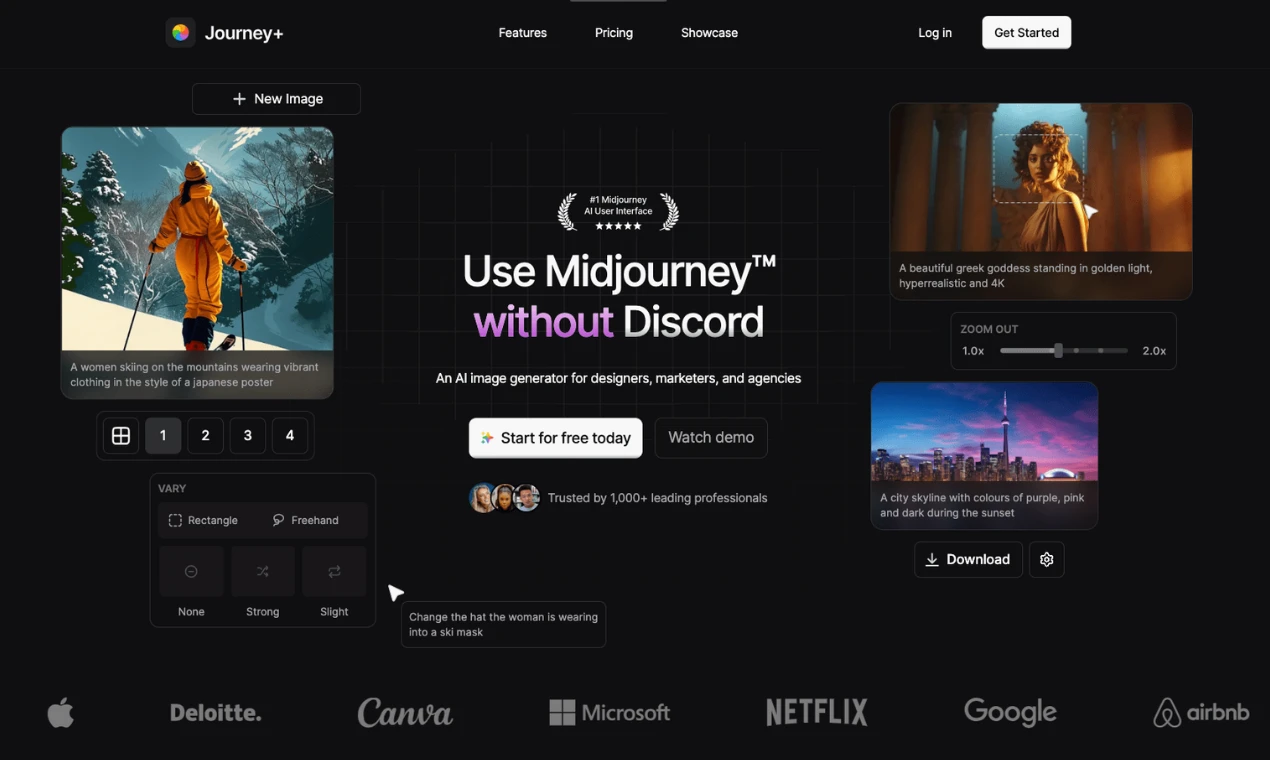 Journey+
Features
Pricing
Showcase
Log in
Get Started
+ New Image
A women skiing on the mountains wearing vibrant
clothing in the style of a japanese poster
1
2
3
4
VARY
Rectangle
Freehand
None
Strong
Slight
Change the hat the woman is wearing
into a ski mask
#1 Midjourney
AI User Interface
★★★★★
Use Midjourney™
without Discord
An AI image generator for designers, marketers, and agencies
Start for free today
Watch demo
Trusted by 1,000+ leading professionals
A beautiful greek goddess standing in golden light,
hyperrealistic and 4K
ZOOM OUT
1.0x
2.0x
A city skyline with colours of purple, pink
and dark during the sunset
Download
Deloitte.
Canva
Microsoft
NETFLIX
Google
airbnb